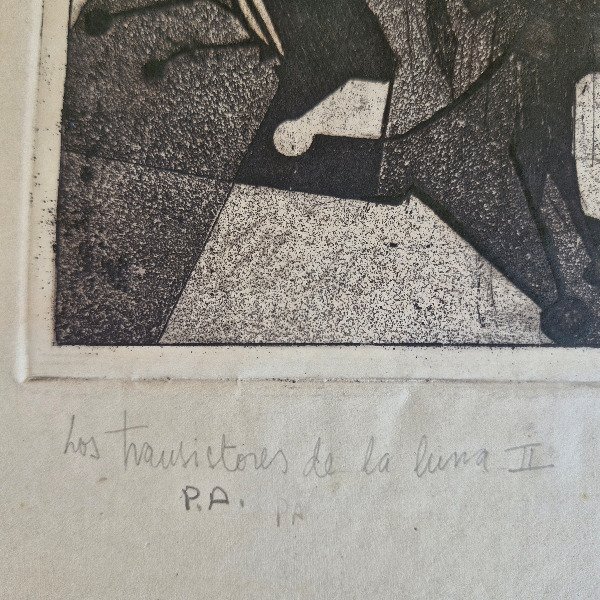 Los transictores de la luna II
P.A.
PA